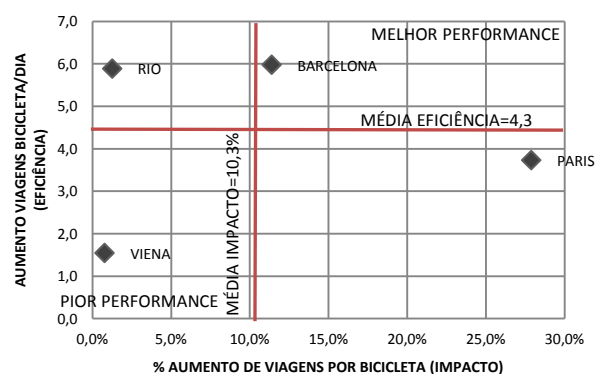 7,0
6,0
5,0
4,0
3,0
2,0
1,0
0,0
AUMENTO VIAGENS BICICLETA/DIA
(EFICIÊNCIA)
MELHOR PERFORMANCE
RIO
BARCELONA
MÉDIA EFICIÊNCIA=4,3
PARIS
MÉDIA IMPACTO=10,3%
VIENA
PIOR PERFORMANCE
0,0% 5,0% 10,0% 15,0% 20,0% 25,0% 30,0%
% AUMENTO DE VIAGENS POR BICICLETA (IMPACTO)